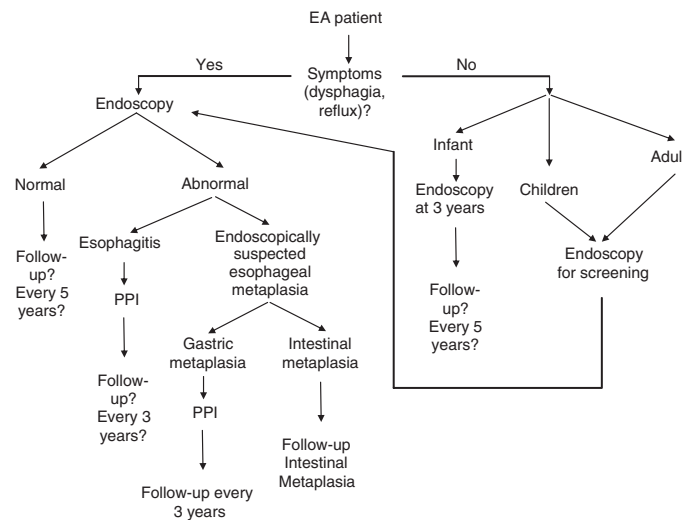 EA patient
Yes
Symptoms
(dysphagia,
reflux)?
No
Endoscopy
Normal
Abnormal
Follow-
up?
Every 5
years?
Esophagitis
PPI
Follow-
up?
Every 3
years?
Endoscopically
suspected
esophageal
metaplasia
Gastric
metaplasia
PPI
Follow-up every
3 years
Intestinal
metaplasia
Follow-up
Intestinal
Metaplasia
Infant
Endoscopy
at 3 years
Follow-
up?
Every 5
years?
Children
Adul
Endoscopy
for screening